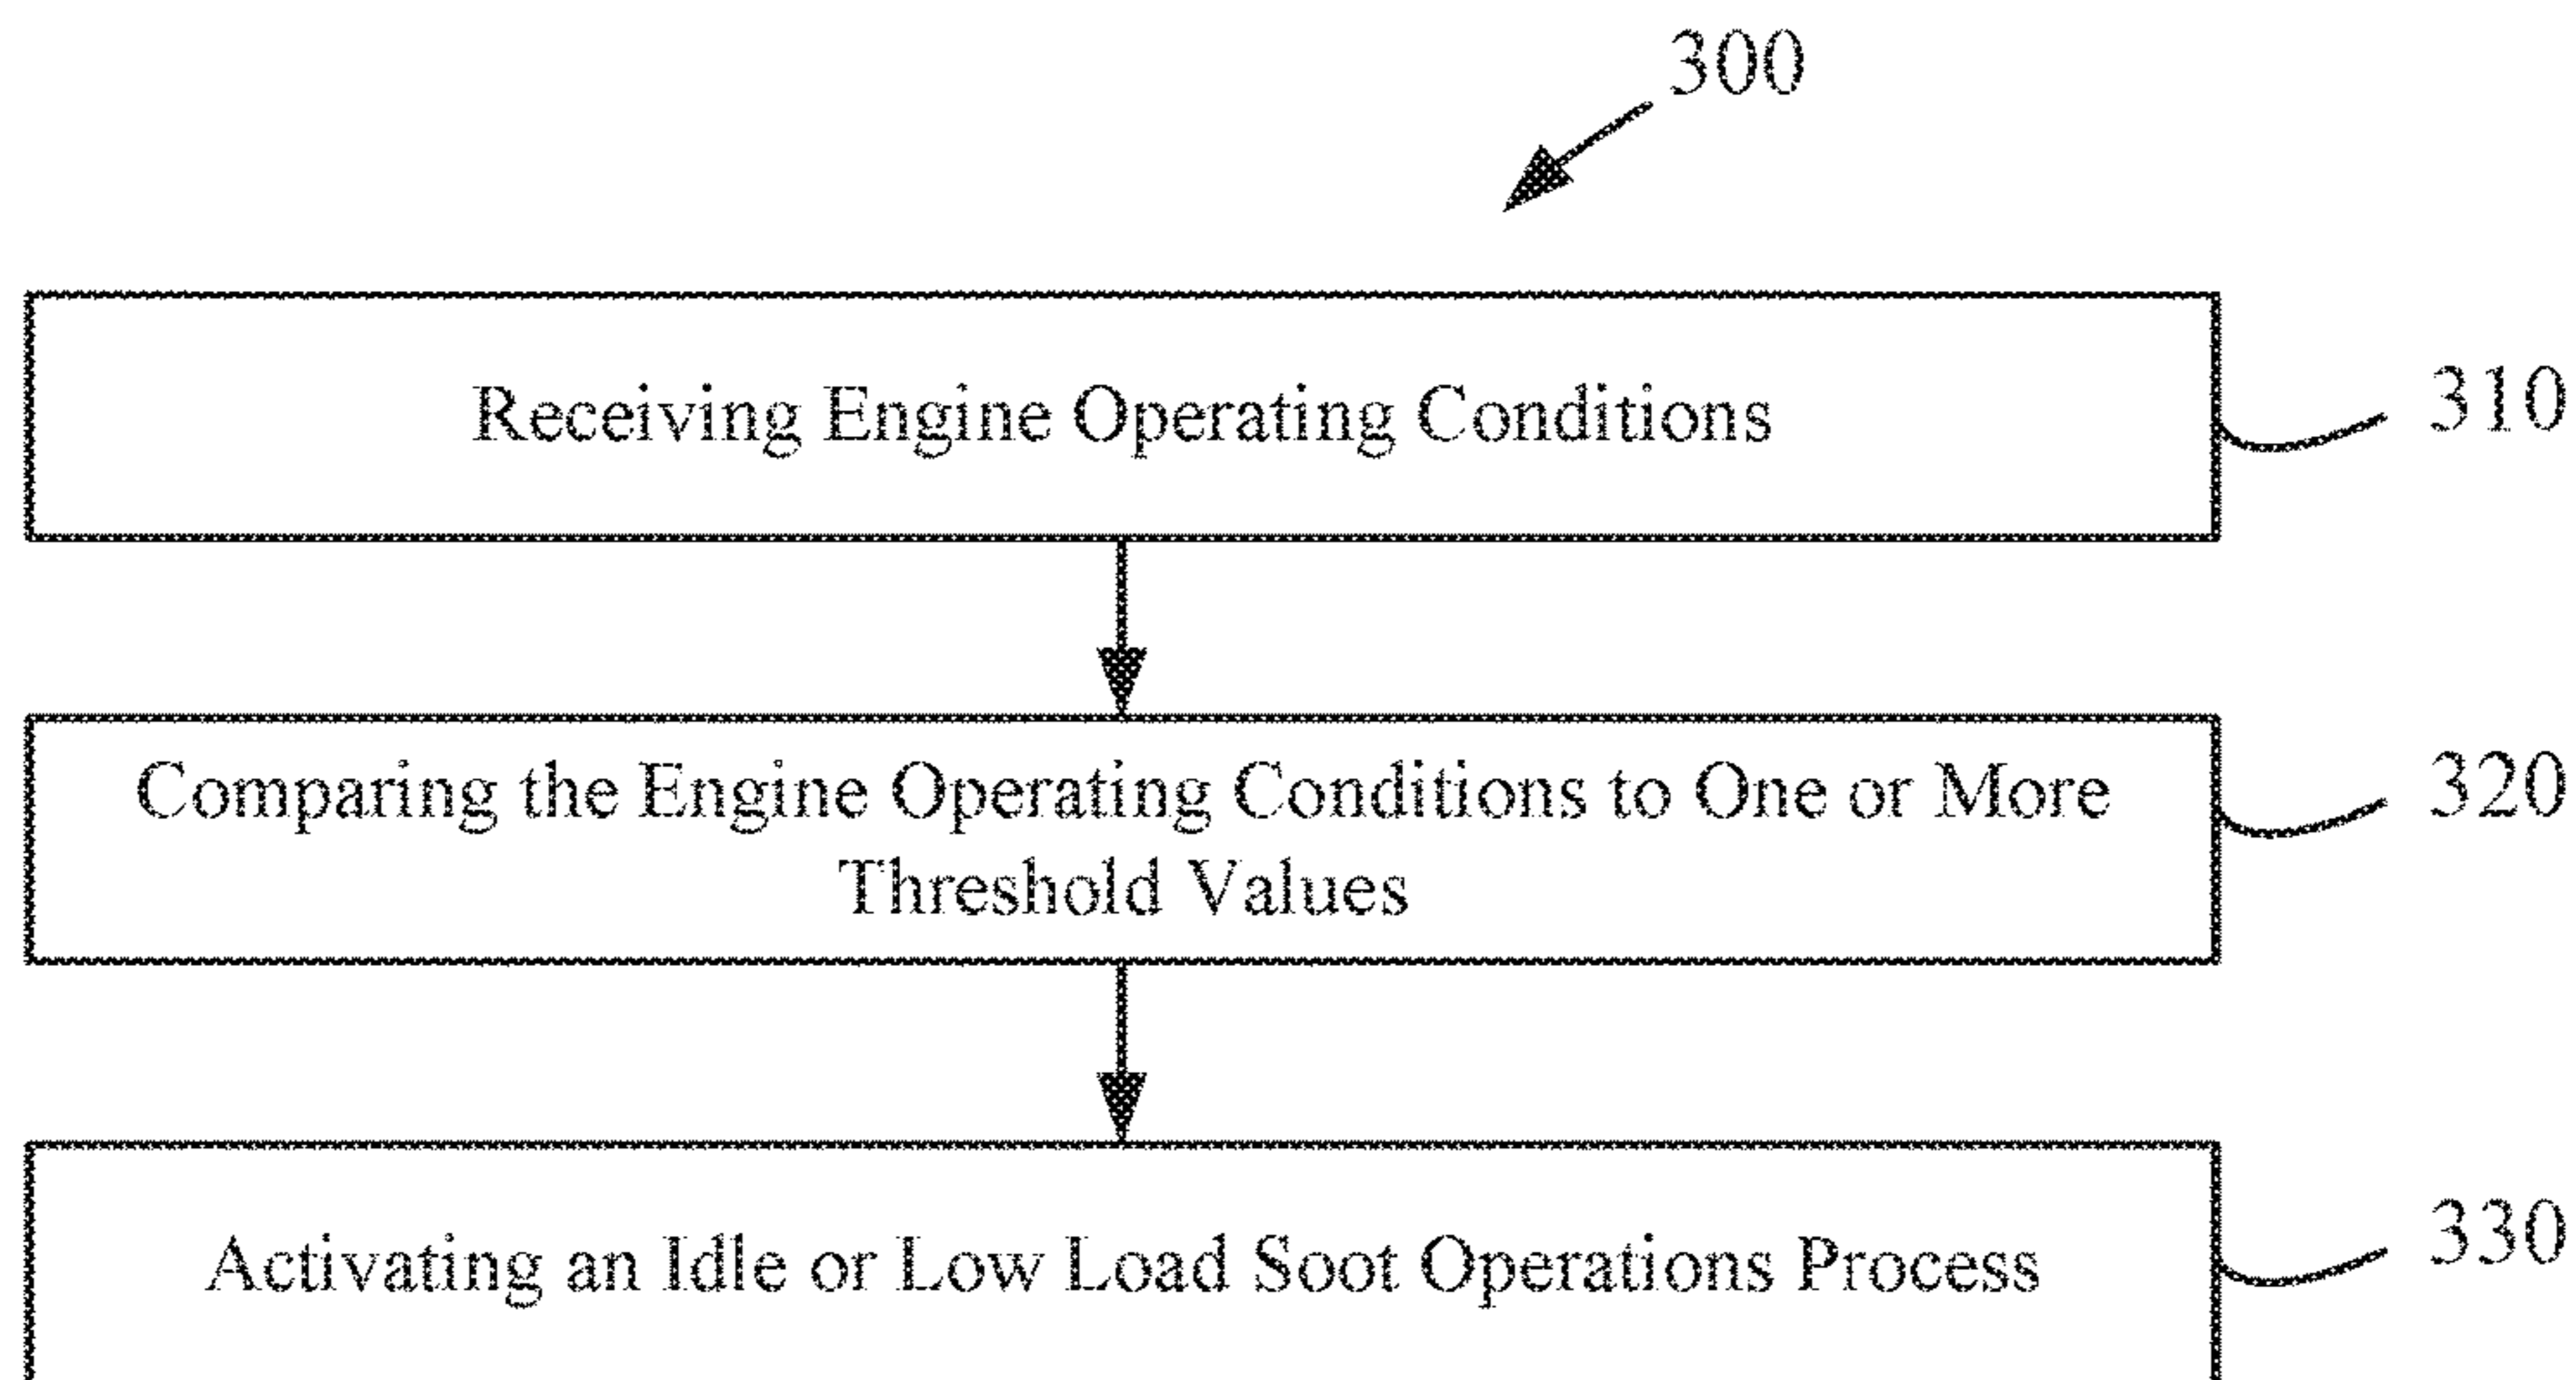 300
Receiving Engine Operating Conditions
310
Comparing the Engine Operating Conditions to One or More
Threshold Values
320
Activating an Idle or Low Load Soot Operations Process
330